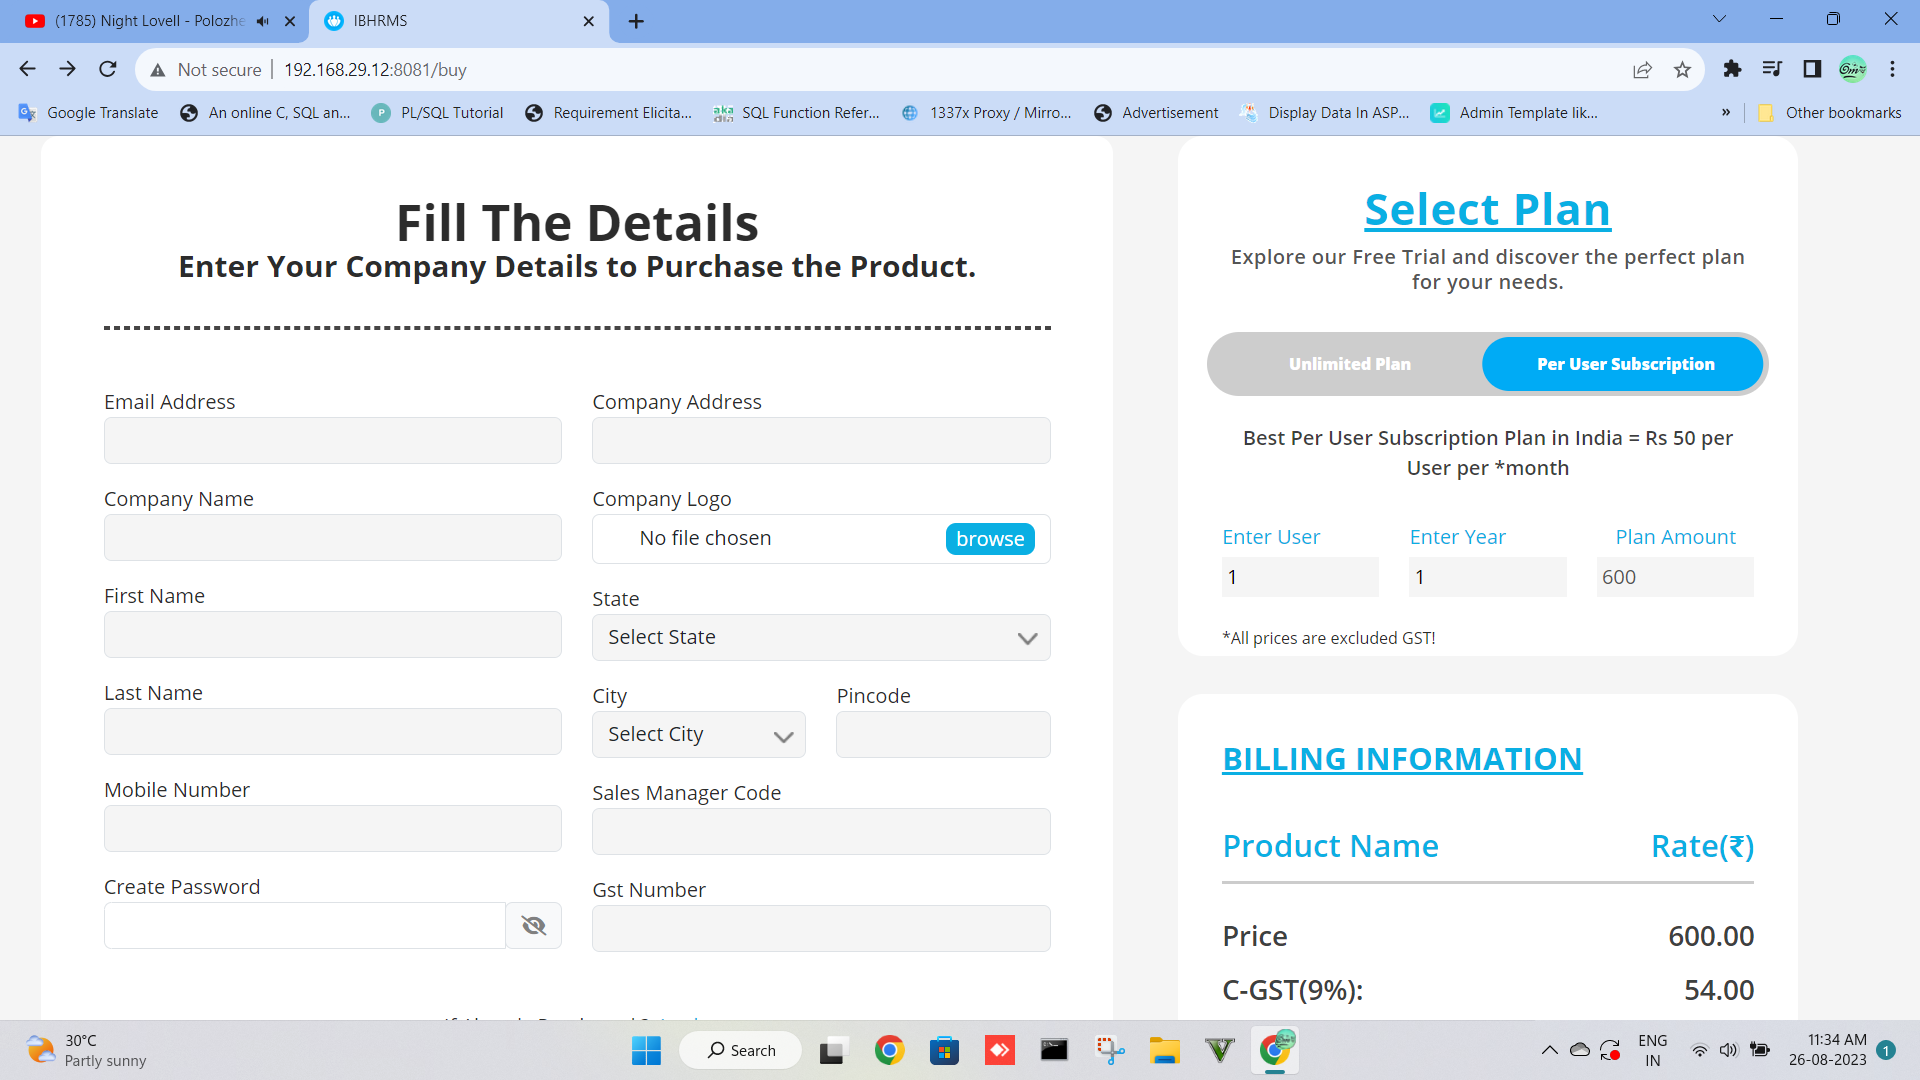 (1785) Night Lovell - Polozhe
IBHRMS
Not secure
192.168.29.12:8081/buy
Google Translate
An online C, SQL an...
PL/SQL Tutorial
Requirement Elicita...
SQL Function Refer...
1337x Proxy / Mirro...
Advertisement
Display Data In ASP...
Admin Template lik...
»
Other bookmarks
Fill The Details
Enter Your Company Details to Purchase the Product.
Email Address
Company Address
Company Name
Company Logo
No file chosen
browse
First Name
State
Select State
Last Name
City
Pincode
Select City
Mobile Number
Sales Manager Code
Create Password
Gst Number
Select Plan
Explore our Free Trial and discover the perfect plan
for your needs.
Unlimited Plan
Per User Subscription
Best Per User Subscription Plan in India = Rs 50 per
User per *month
Enter User
Enter Year
Plan Amount
1
1
600
*All prices are excluded GST!
BILLING INFORMATION
Product Name
Rate(₹)
Price
600.00
C-GST(9%):
54.00
30°C
Partly sunny
Search
ENG
IN
11:34 AM
26-08-2023
1